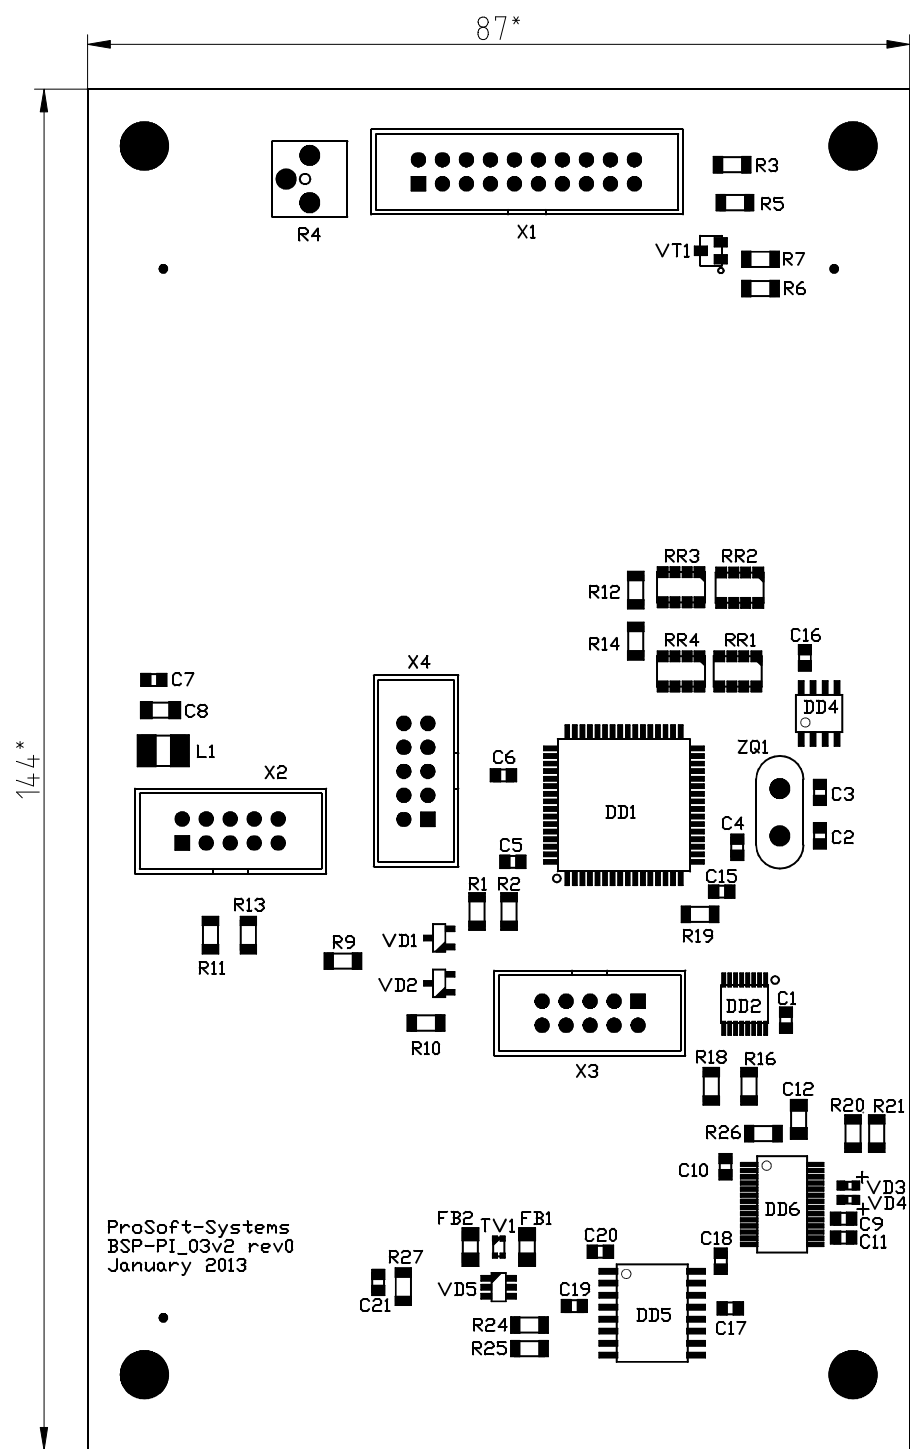 87*
144*
R3
R5
R4
X1
VT1
R7
R6
RR3
RR2
R12
R14
RR4
RR1
C16
X4
C7
C8
DD4
L1
ZQ1
C6
X2
C3
DD1
C4
C2
C5
C15
R1
R2
R13
R19
VD1
R9
R11
VD2
DD2
C1
R10
X3
R18
R16
C12
R20
R21
R26
C10
+
VD3
VD4
+
DD6
C9
C11
FB2
TV1
FB1
ProSoft-Systems
BSP-PI_03v2 rev0
January 2013
C20
C18
R27
VD5
C21
C19
C17
DD5
R24
R25